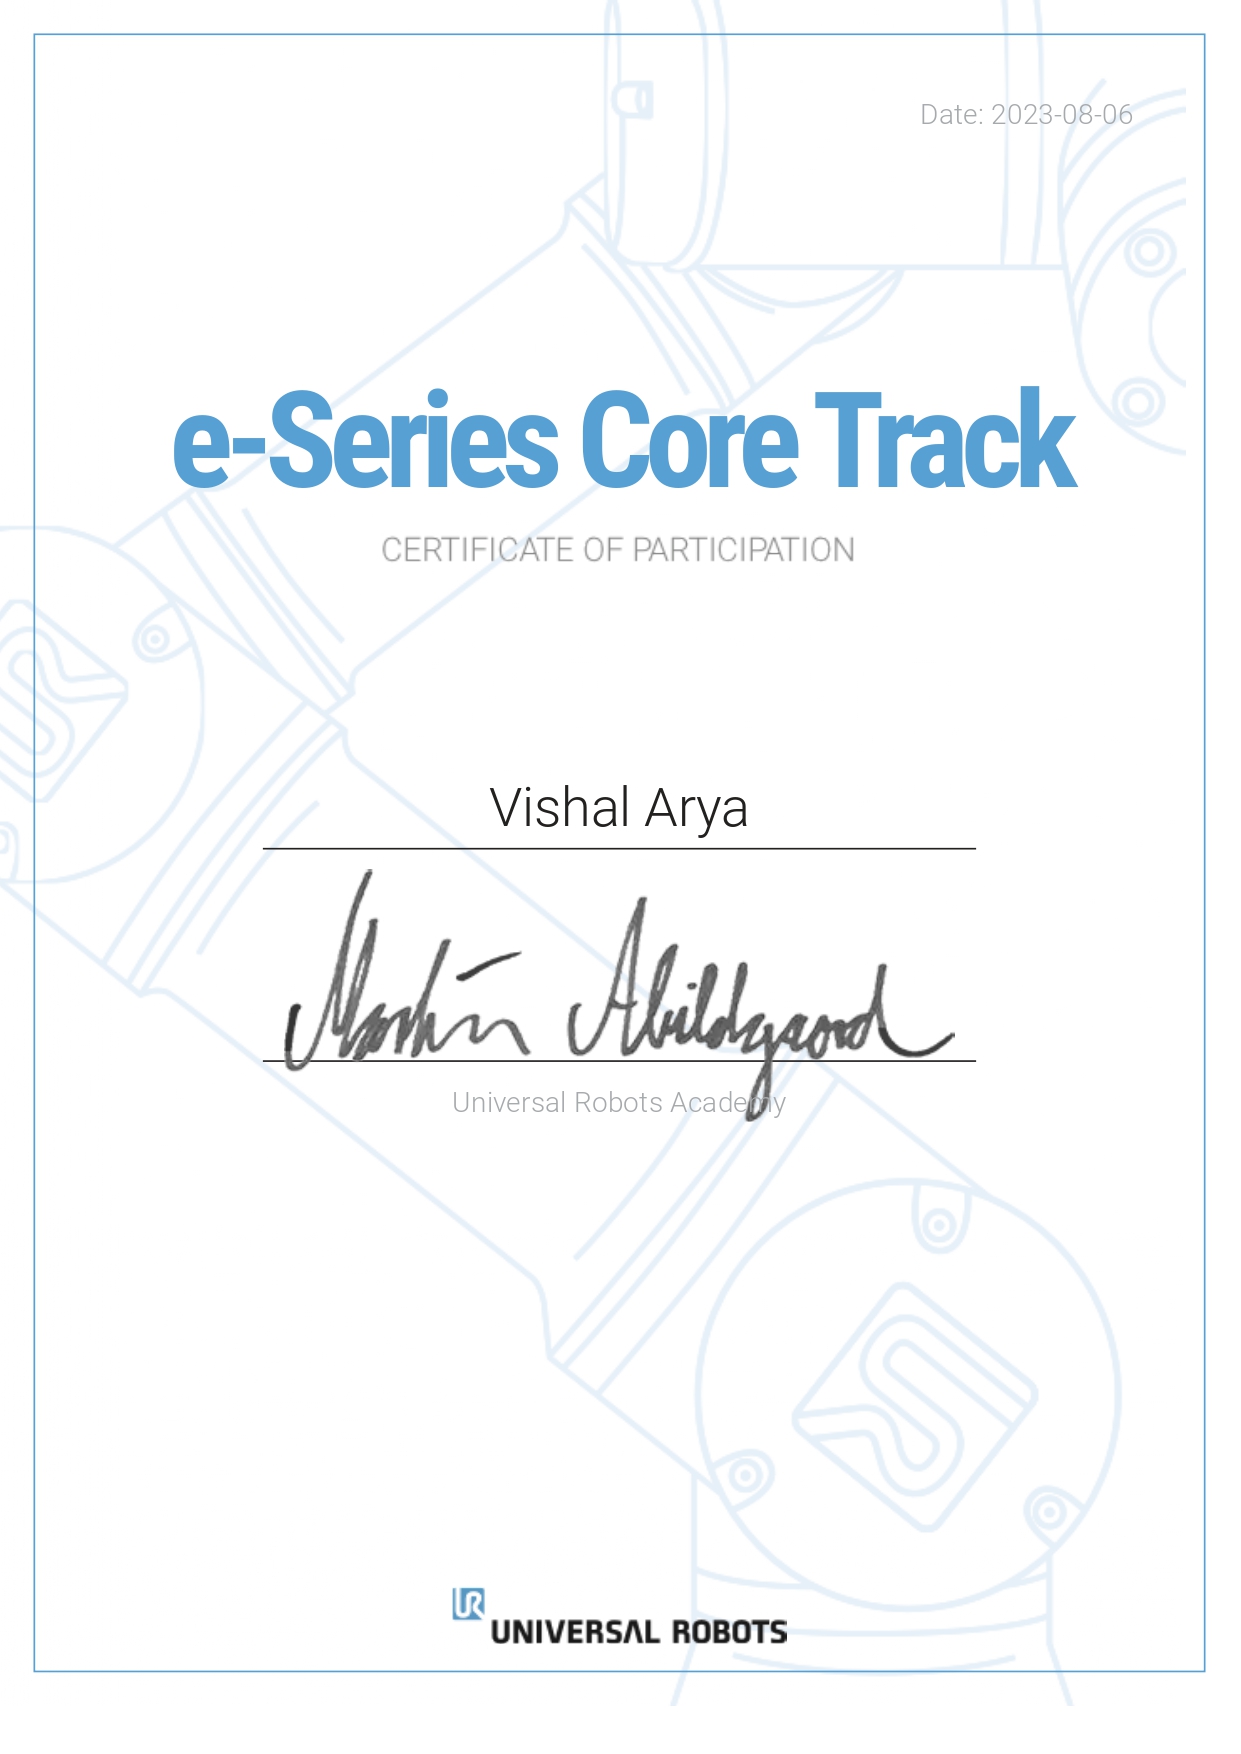 Date: 2023-08-06
e-Series Core Track
CERTIFICATE OF PARTICIPATION
Vishal Arya
Martin Abildgaard
Universal Robots Academy
UR
UNIVERSAL ROBOTS